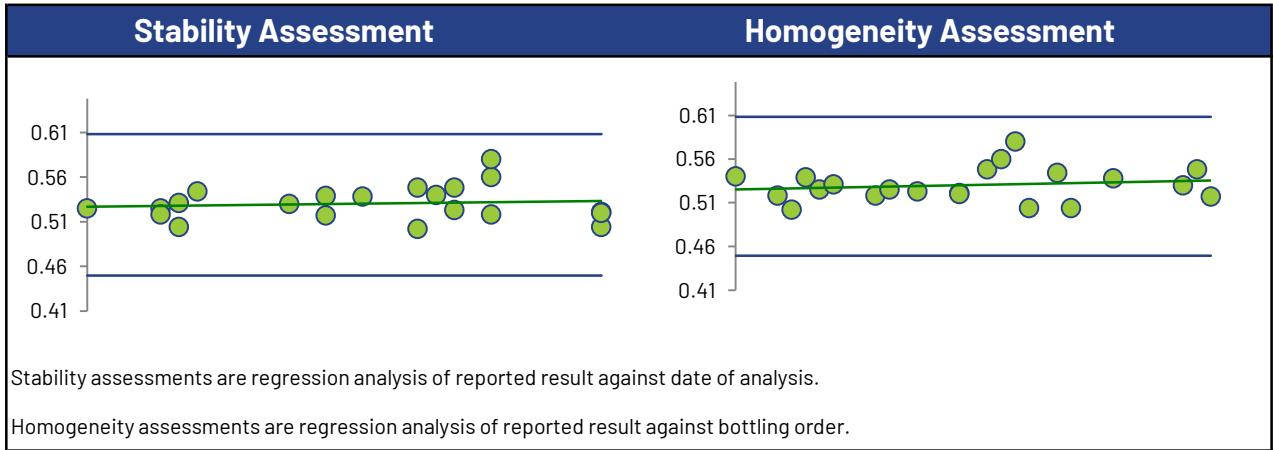 Stability Assessment
Homogeneity Assessment
0.61
0.56
0.51
0.46
0.41
0.61
0.56
0.51
0.46
0.41
Stability assessments are regression analysis of reported result against date of analysis.
Homogeneity assessments are regression analysis of reported result against bottling order.